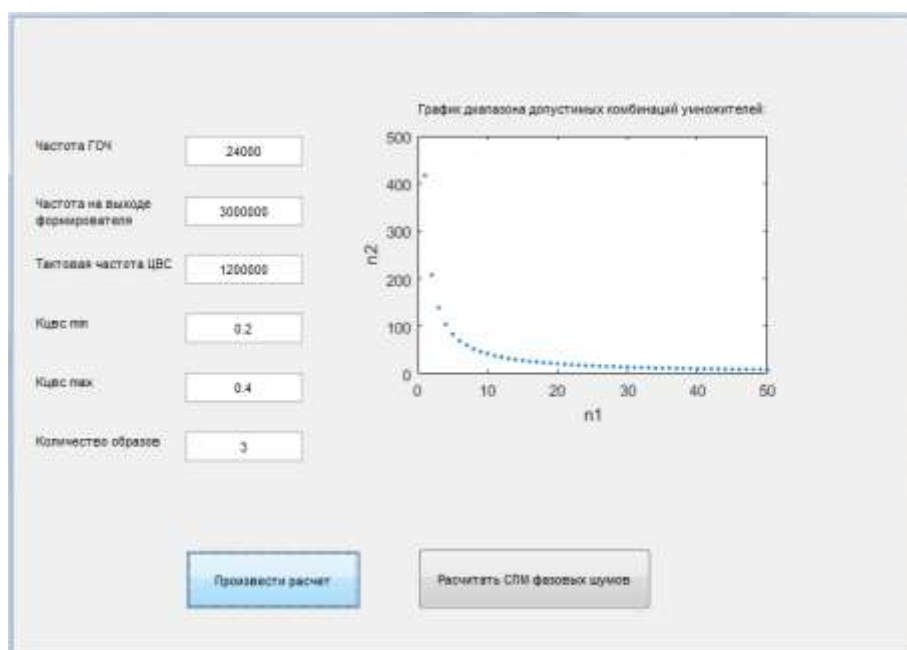 График диапазона допустимых комбинаций умножителей
Частота ГОЧ
24000
Частота на выходе
формирователя
3000000
Тактовая частота ЦВС
1200000
Кцвс min
0.2
Кцвс max
0.4
Количество образов
3
500
400
300
200
100
0
n2
0 10 20 30 40 50
n1
Произвести расчет
Расчитать СПМ фазовых шумов